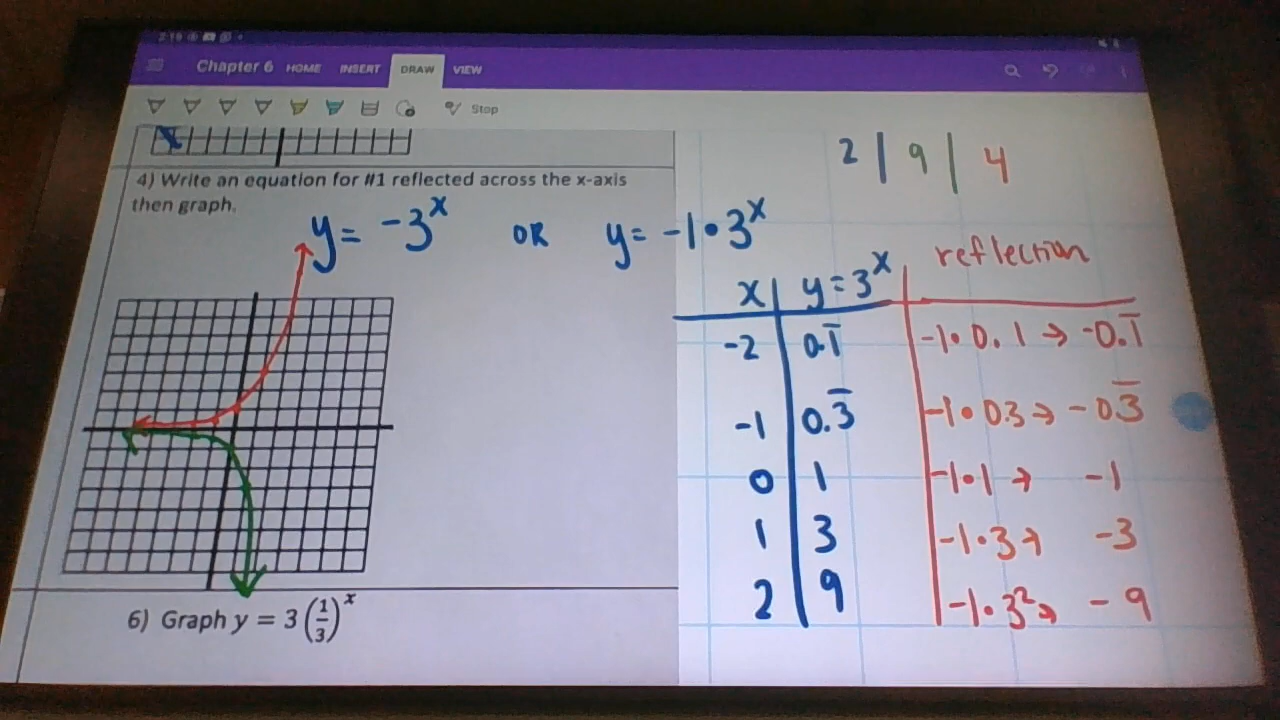 2:19
Chapter 6 HOME INSERT DRAW VIEW
Stop
2 | 9 | 4
4) Write an equation for #1 reflected across the x-axis
then graph.
y = -3^x OR y = -1•3^x
x | y = 3^x | reflection
-2 | 0.1̅ | -1•0.1 → -0.1̅
-1 | 0.3̅ | -1•0.3 → -0.3̅
0 | 1 | -1•1 → -1
1 | 3 | -1•3 → -3
2 | 9 | -1•3² → -9
6) Graph y = 3 (1/3)^x